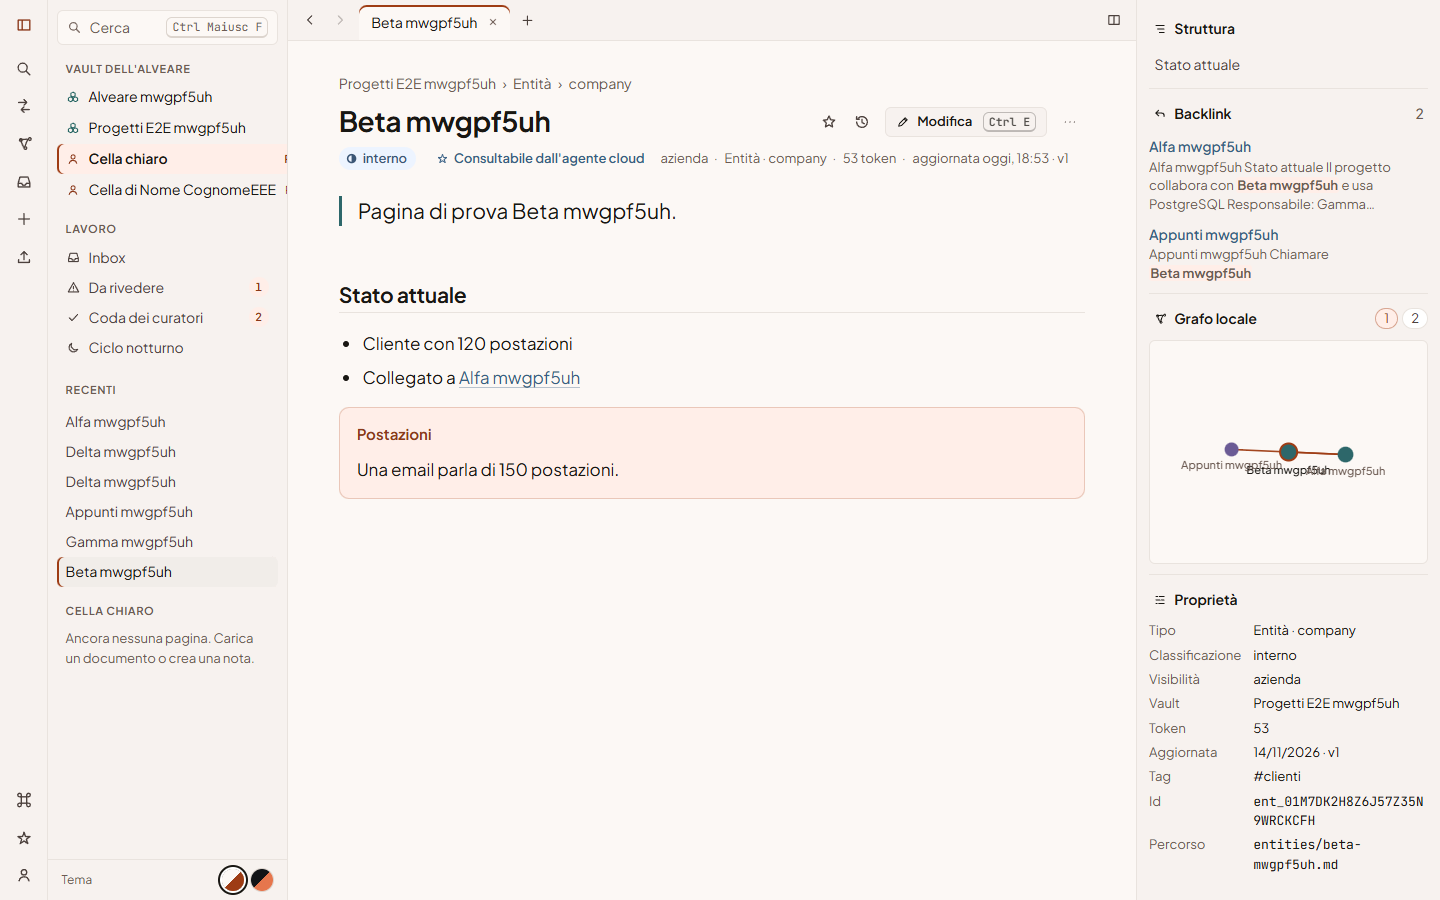 Cerca
Ctrl Maiusc F
VAULT DELL'ALVEARE
Alveare mwgpf5uh
Progetti E2E mwgpf5uh
Cella chiaro
Cella di Nome CognomeEEE
LAVORO
Inbox
Da rivedere 1
Coda dei curatori 2
Ciclo notturno
RECENTI
Alfa mwgpf5uh
Delta mwgpf5uh
Delta mwgpf5uh
Appunti mwgpf5uh
Gamma mwgpf5uh
Beta mwgpf5uh
CELLA CHIARO
Ancora nessuna pagina. Carica
un documento o crea una nota.
Tema
Beta mwgpf5uh
Progetti E2E mwgpf5uh › Entità › company
Beta mwgpf5uh
Modifica Ctrl E
interno Consultabile dall'agente cloud azienda · Entità · company · 53 token · aggiornata oggi, 18:53 · v1
Pagina di prova Beta mwgpf5uh.
Stato attuale
• Cliente con 120 postazioni
• Collegato a Alfa mwgpf5uh
Postazioni
Una email parla di 150 postazioni.
Struttura
Stato attuale
Backlink 2
Alfa mwgpf5uh
Alfa mwgpf5uh Stato attuale Il progetto
collabora con Beta mwgpf5uh e usa
PostgreSQL Responsabile: Gamma…
Appunti mwgpf5uh
Appunti mwgpf5uh Chiamare
Beta mwgpf5uh
Grafo locale 1 2
Appunti mwgpf5uh
Beta mwgpf5uh
Alfa mwgpf5uh
Proprietà
Tipo Entità · company
Classificazione interno
Visibilità azienda
Vault Progetti E2E mwgpf5uh
Token 53
Aggiornata 14/11/2026 · v1
Tag #clienti
Id ent_01M7DK2H8Z6J57Z35N
9WRCKCFH
Percorso entities/beta-
mwgpf5uh.md